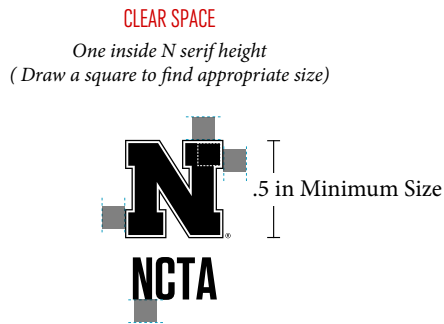 CLEAR SPACE
One inside N serif height
( Draw a square to find appropriate size)
N
®
.5 in Minimum Size
NCTA